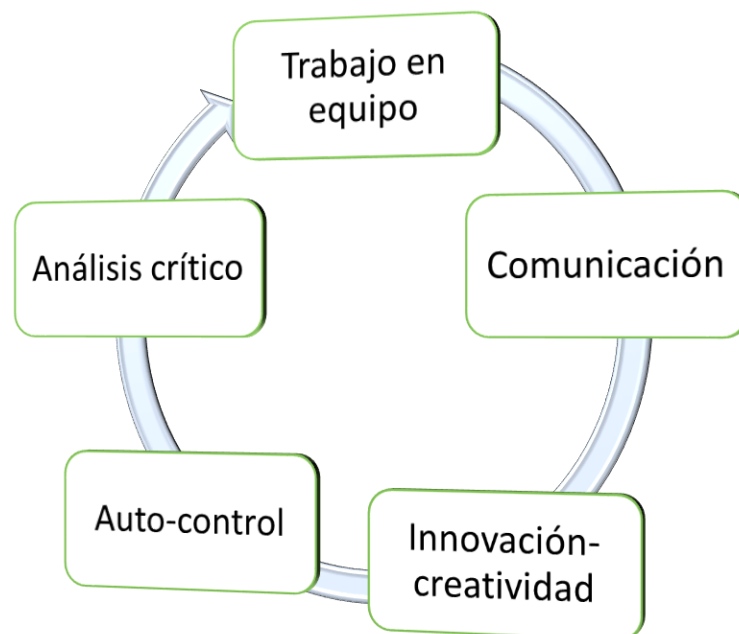 Trabajo en
equipo
Comunicación
Innovación-
creatividad
Auto-control
Análisis crítico